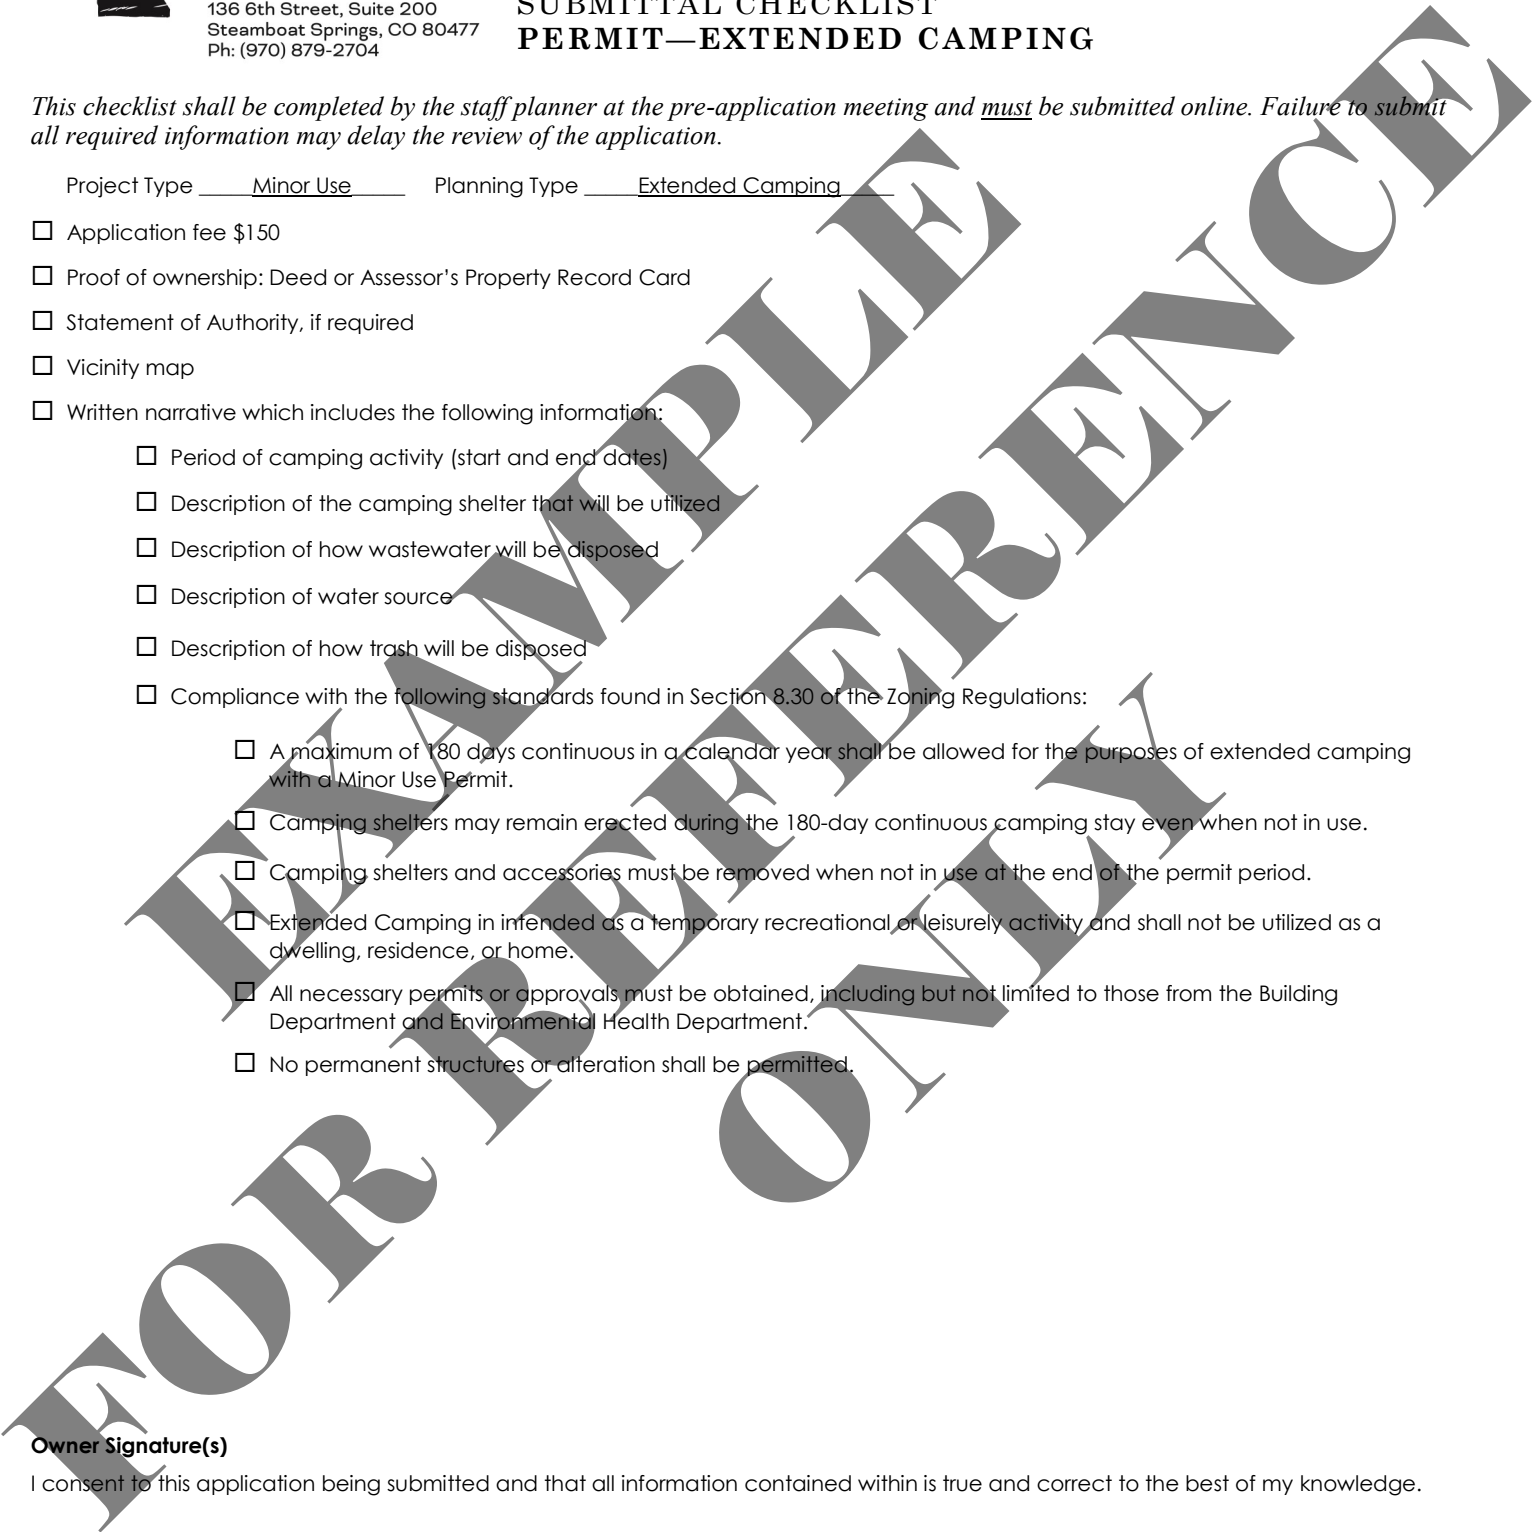 136 6th Street, Suite 200
Steamboat Springs, CO 80477
Ph: (970) 879-2704
SUBMITTAL CHECKLIST
PERMIT—EXTENDED CAMPING
This checklist shall be completed by the staff planner at the pre-application meeting and must be submitted online. Failure to submit
all required information may delay the review of the application.
Project Type _____Minor Use_____ Planning Type _____Extended Camping_____
☐ Application fee $150
☐ Proof of ownership: Deed or Assessor’s Property Record Card
☐ Statement of Authority, if required
☐ Vicinity map
☐ Written narrative which includes the following information:
☐ Period of camping activity (start and end dates)
☐ Description of the camping shelter that will be utilized
☐ Description of how wastewater will be disposed
☐ Description of water source
☐ Description of how trash will be disposed
☐ Compliance with the following standards found in Section 8.30 of the Zoning Regulations:
☐ A maximum of 180 days continuous in a calendar year shall be allowed for the purposes of extended camping
with a Minor Use Permit.
☐ Camping shelters may remain erected during the 180-day continuous camping stay even when not in use.
☐ Camping shelters and accessories must be removed when not in use at the end of the permit period.
☐ Extended Camping in intended as a temporary recreational or leisurely activity and shall not be utilized as a
dwelling, residence, or home.
☐ All necessary permits or approvals must be obtained, including but not limited to those from the Building
Department and Environmental Health Department.
☐ No permanent structures or alteration shall be permitted.
Owner Signature(s)
I consent to this application being submitted and that all information contained within is true and correct to the best of my knowledge.
EXAMPLE
FOR REFERENCE
ONLY